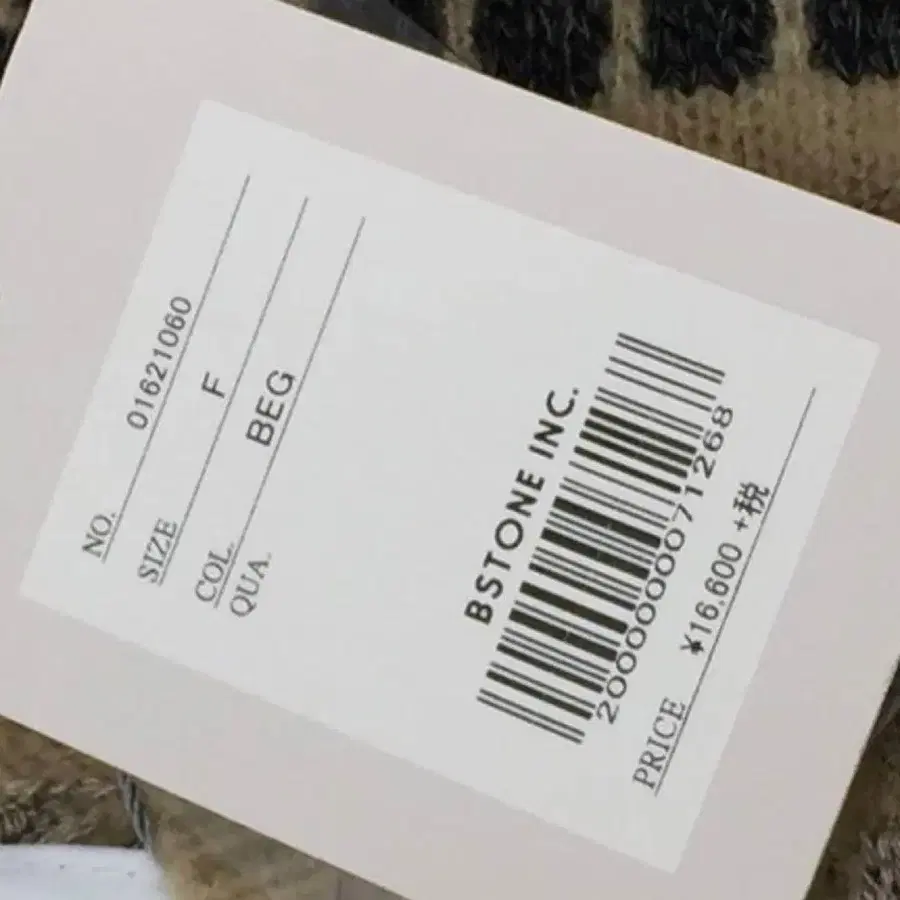 NO. 01621060
SIZE F
COL. BEG
QUA.
BSTONE INC.
2000000071268
PRICE ¥16,600 +税